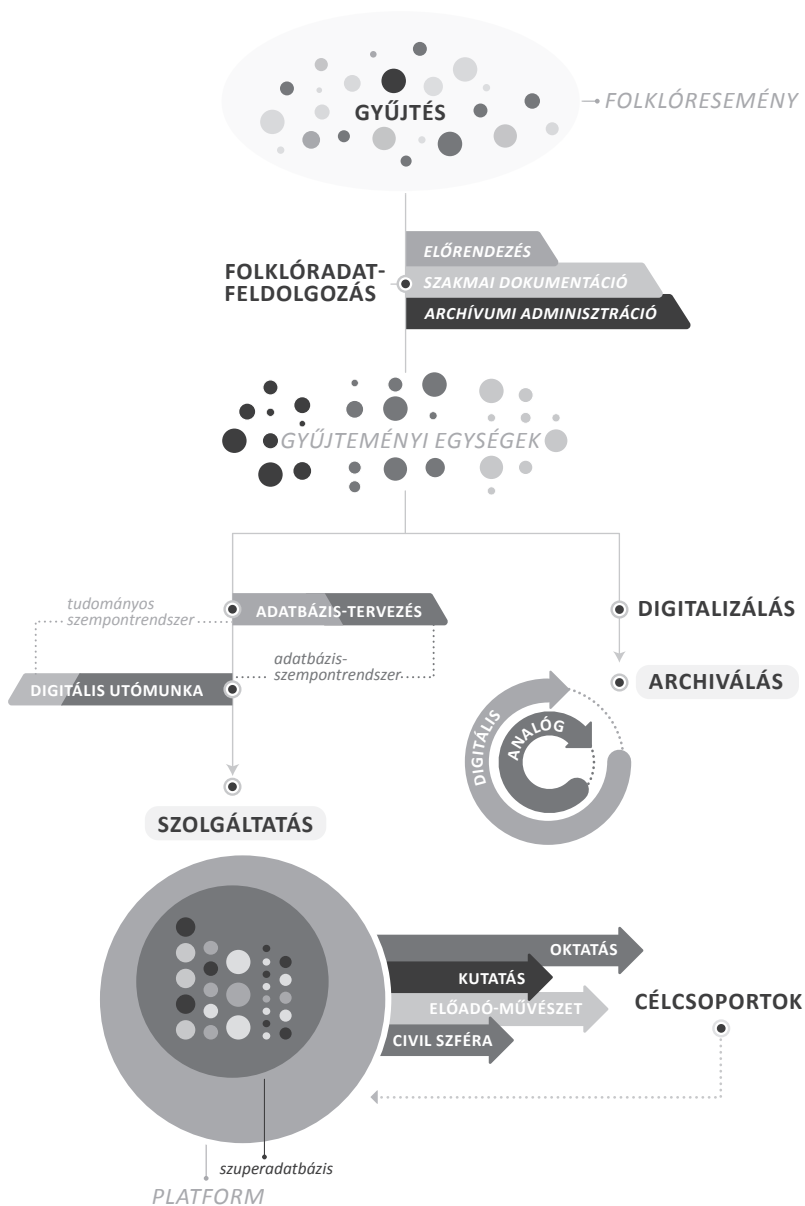 GYŰJTÉS
FOLKLÓRESEMÉNY
FOLKLÓRADAT-
FELDOLGOZÁS
ELŐRENDEZÉS
SZAKMAI DOKUMENTÁCIÓ
ARCHÍVUMI ADMINISZTRÁCIÓ
GYŰJTEMÉNYI EGYSÉGEK
tudományos
szempontrendszer
ADATBÁZIS-TERVEZÉS
adatbázis-
szempontrendszer
DIGITÁLIS UTÓMUNKA
DIGITALIZÁLÁS
ARCHIVÁLÁS
DIGITÁLIS
ANALÓG
SZOLGÁLTATÁS
OKTATÁS
KUTATÁS
ELŐADÓ-MŰVÉSZET
CIVIL SZFÉRA
CÉLCSOPORTOK
szuperadatbázis
PLATFORM